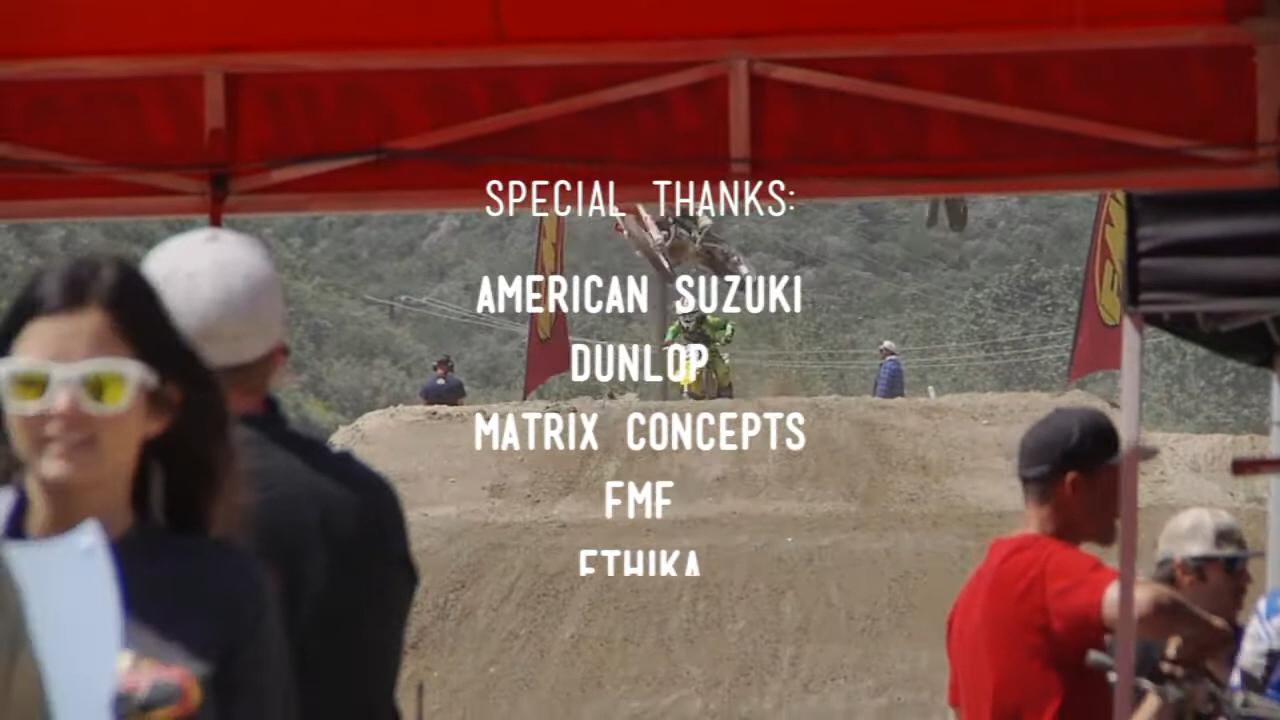 SPECIAL THANKS:
AMERICAN SUZUKI
DUNLOP
MATRIX CONCEPTS
FMF
ETHIKA